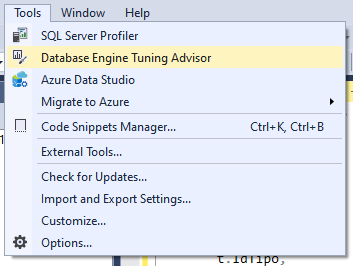 Tools Window Help
SQL Server Profiler
Database Engine Tuning Advisor
Azure Data Studio
Migrate to Azure
Code Snippets Manager... Ctrl+K, Ctrl+B
External Tools...
Check for Updates...
Import and Export Settings...
Customize...
Options...
t.IdTipo,